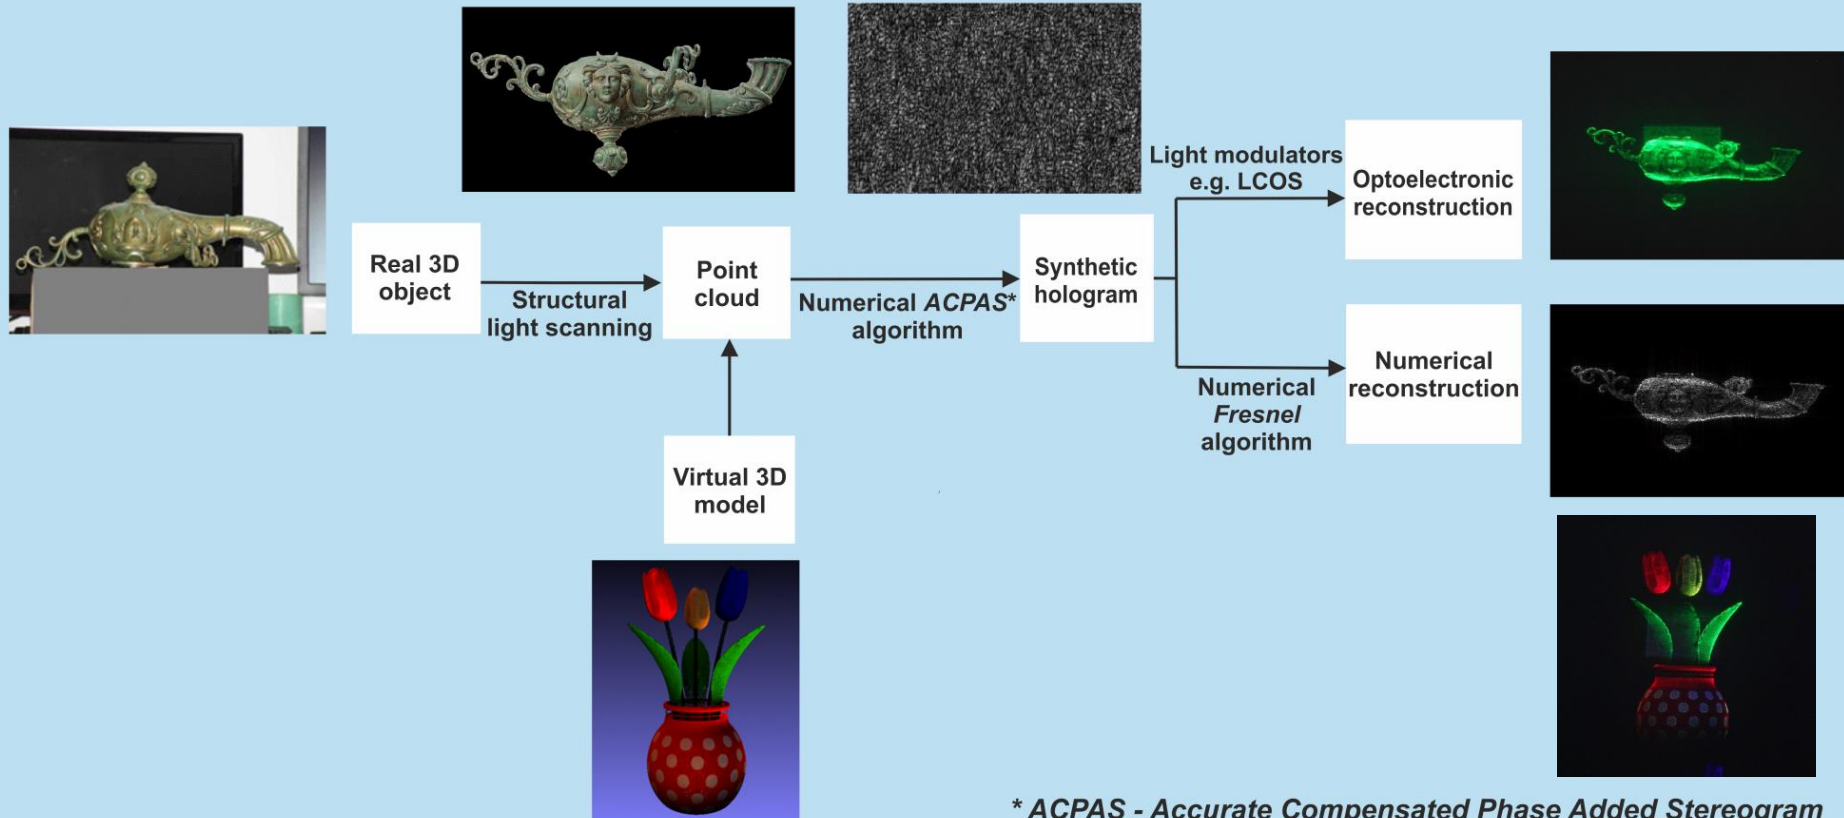 Real 3D
object
Structural
light scanning
Point
cloud
Numerical ACPAS*
algorithm
Synthetic
hologram
Light modulators
e.g. LCOS
Optoelectronic
reconstruction
Numerical
Fresnel
algorithm
Numerical
reconstruction
Virtual 3D
model
* ACPAS - Accurate Compensated Phase Added Stereogram